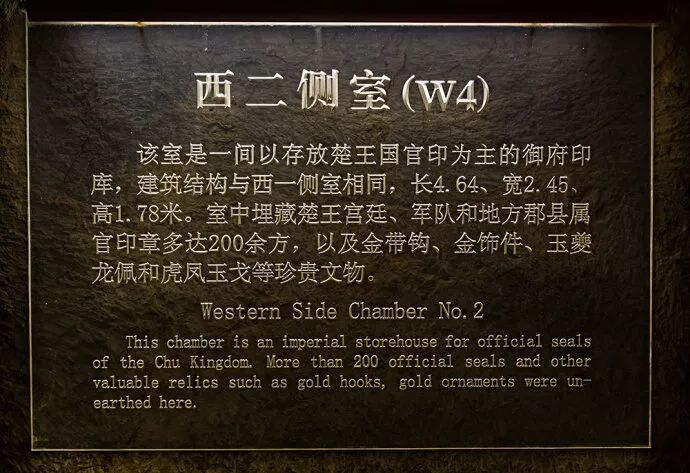 西二侧室(W4)
该室是一间以存放楚王国官印为主的御府印
库，建筑结构与西一侧室相同，长4.64、宽2.45、
高1.78米。室中埋藏楚王宫廷、军队和地方郡县属
官印章多达200余方，以及金带钩、金饰件、玉夔
龙佩和虎凤玉戈等珍贵文物。
Western Side Chamber No.2
This chamber is an imperial storehouse for official seals
of the Chu Kingdom. More than 200 official seals and other
valuable relics such as gold hooks, gold ornaments were un-
earthed here.